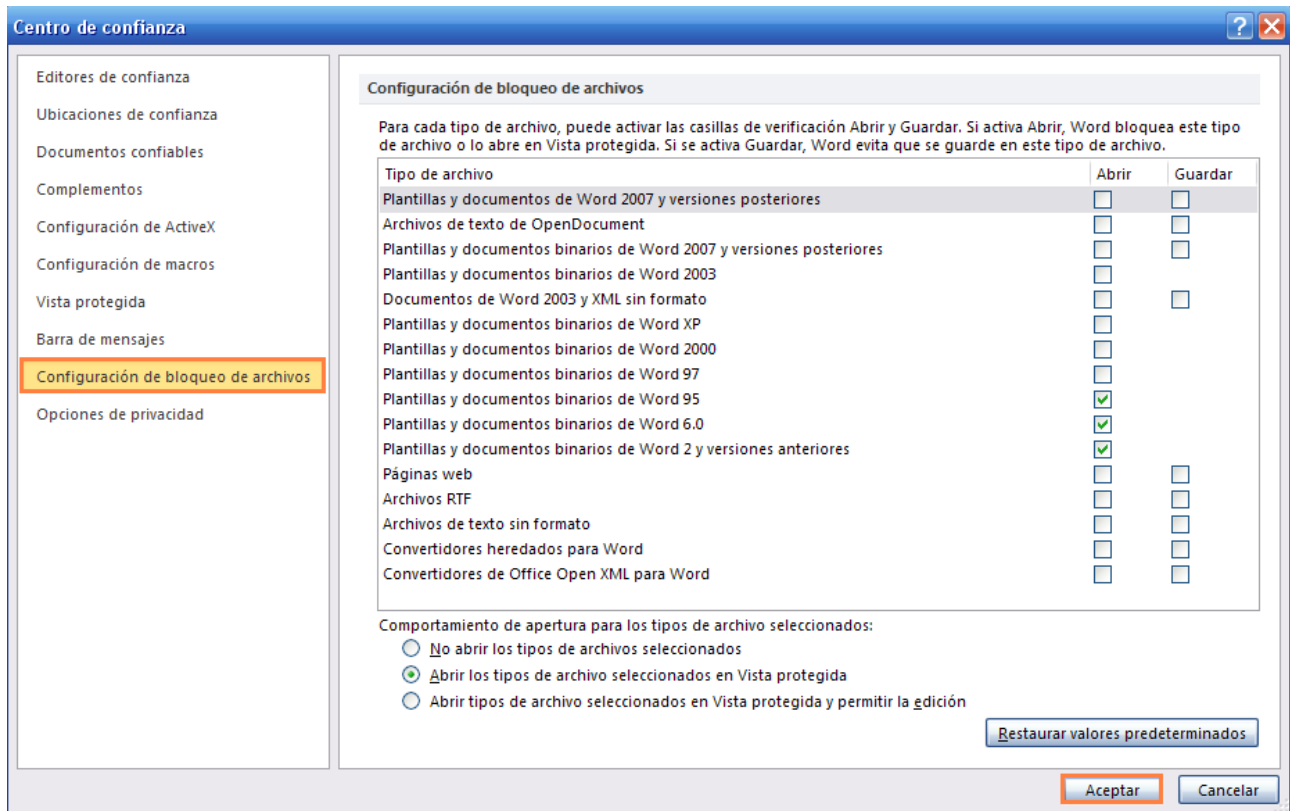 Centro de confianza
Editores de confianza
Ubicaciones de confianza
Documentos confiables
Complementos
Configuración de ActiveX
Configuración de macros
Vista protegida
Barra de mensajes
Configuración de bloqueo de archivos
Opciones de privacidad
Configuración de bloqueo de archivos
Para cada tipo de archivo, puede activar las casillas de verificación Abrir y Guardar. Si activa Abrir, Word bloquea este tipo
de archivo o lo abre en Vista protegida. Si se activa Guardar, Word evita que se guarde en este tipo de archivo.
Tipo de archivo Abrir Guardar
Plantillas y documentos de Word 2007 y versiones posteriores
Archivos de texto de OpenDocument
Plantillas y documentos binarios de Word 2007 y versiones posteriores
Plantillas y documentos binarios de Word 2003
Documentos de Word 2003 y XML sin formato
Plantillas y documentos binarios de Word XP
Plantillas y documentos binarios de Word 2000
Plantillas y documentos binarios de Word 97
Plantillas y documentos binarios de Word 95
Plantillas y documentos binarios de Word 6.0
Plantillas y documentos binarios de Word 2 y versiones anteriores
Páginas web
Archivos RTF
Archivos de texto sin formato
Convertidores heredados para Word
Convertidores de Office Open XML para Word
Comportamiento de apertura para los tipos de archivo seleccionados:
No abrir los tipos de archivos seleccionados
Abrir los tipos de archivo seleccionados en Vista protegida
Abrir tipos de archivo seleccionados en Vista protegida y permitir la edición
Restaurar valores predeterminados
Aceptar Cancelar